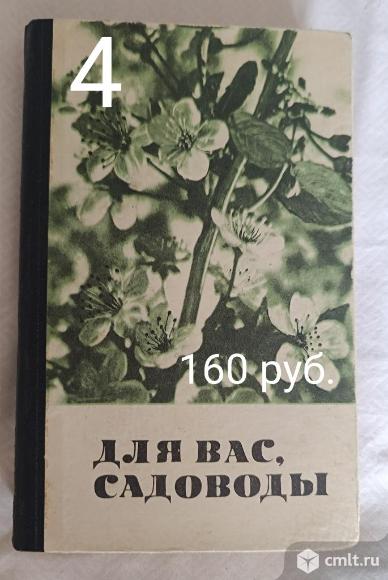 4
160 руб.
ДЛЯ ВАС,
САДОВОДЫ
cmlt.ru